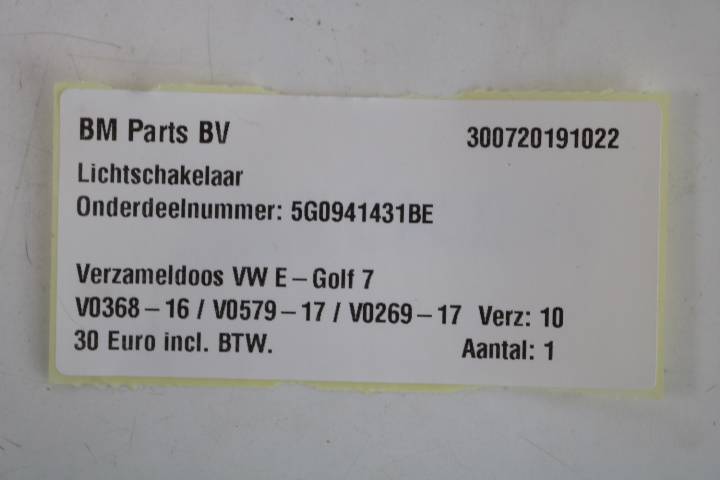 BM Parts BV 300720191022
Lichtschakelaar
Onderdeelnummer: 5G0941431BE
Verzameldoos VW E–Golf 7
V0368–16 / V0579–17 / V0269–17 Verz: 10
30 Euro incl. BTW. Aantal: 1